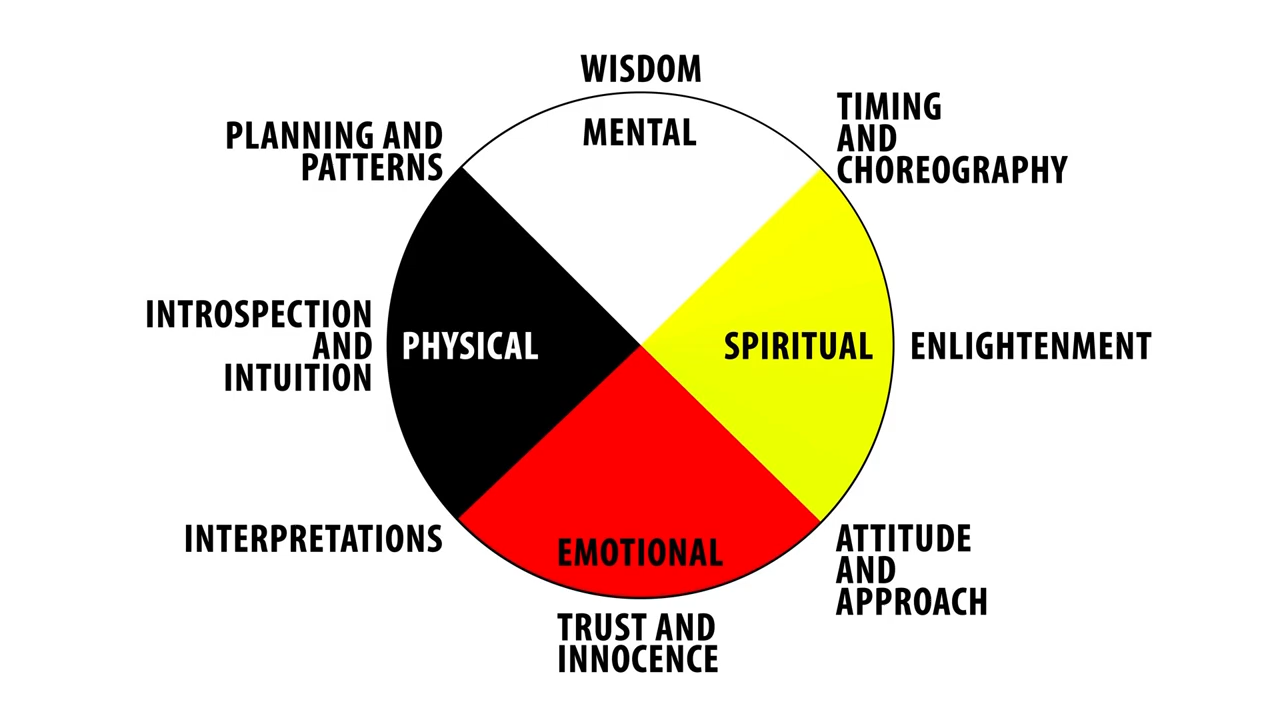 WISDOM
MENTAL
TIMING
AND
CHOREOGRAPHY
PLANNING AND
PATTERNS
INTROSPECTION
AND
INTUITION
PHYSICAL
SPIRITUAL
ENLIGHTENMENT
INTERPRETATIONS
EMOTIONAL
ATTITUDE
AND
APPROACH
TRUST AND
INNOCENCE